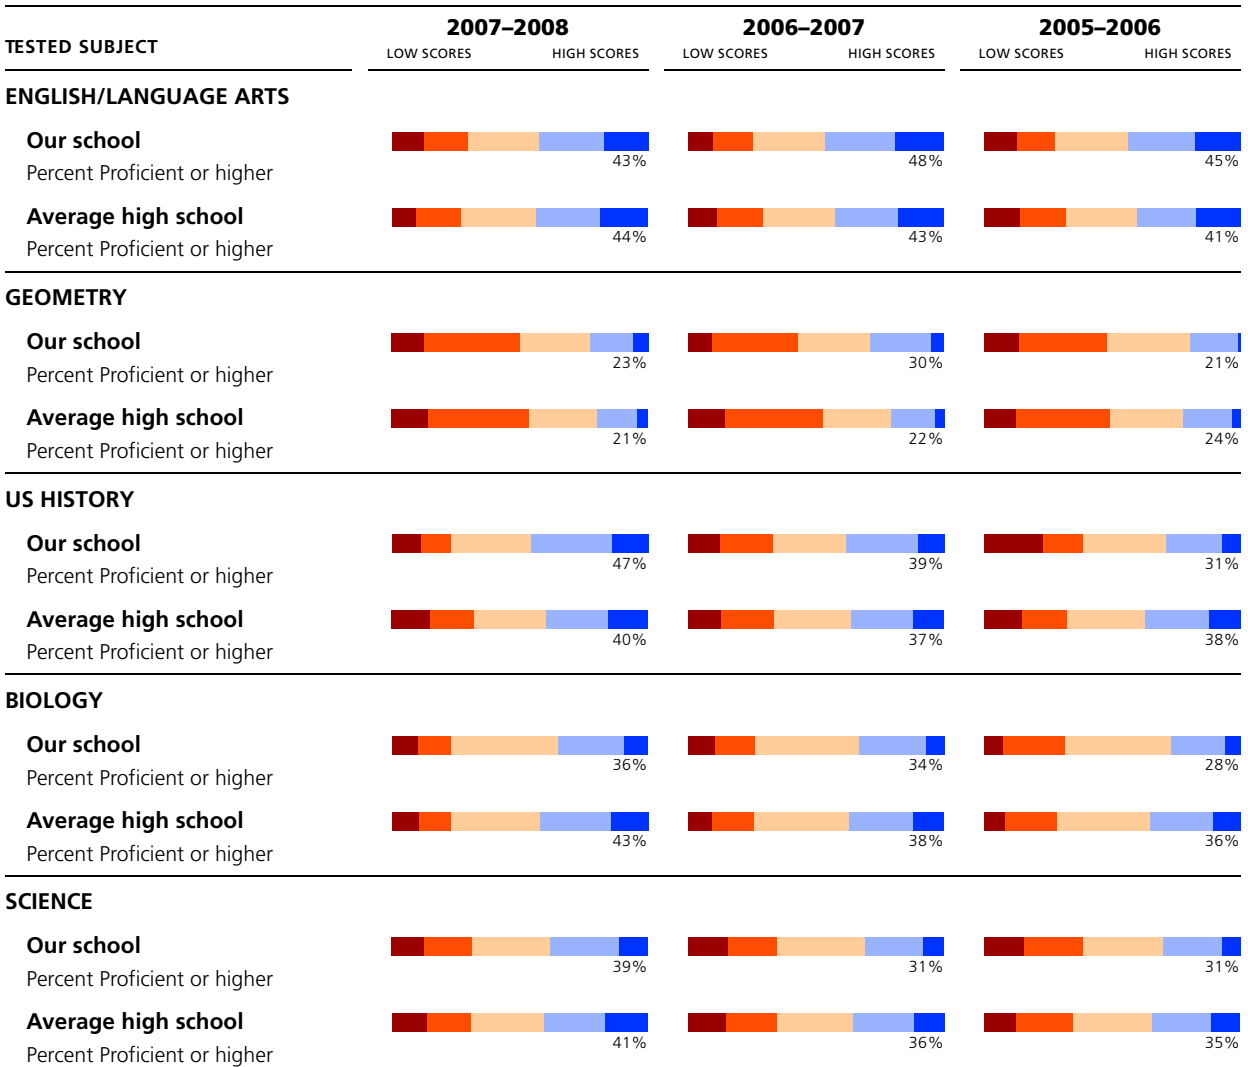 2007–2008 2006–2007 2005–2006
TESTED SUBJECT LOW SCORES HIGH SCORES LOW SCORES HIGH SCORES LOW SCORES HIGH SCORES
ENGLISH/LANGUAGE ARTS
Our school
Percent Proficient or higher 43% 48% 45%
Average high school
Percent Proficient or higher 44% 43% 41%
GEOMETRY
Our school
Percent Proficient or higher 23% 30% 21%
Average high school
Percent Proficient or higher 21% 22% 24%
US HISTORY
Our school
Percent Proficient or higher 47% 39% 31%
Average high school
Percent Proficient or higher 40% 37% 38%
BIOLOGY
Our school
Percent Proficient or higher 36% 34% 28%
Average high school
Percent Proficient or higher 43% 38% 36%
SCIENCE
Our school
Percent Proficient or higher 39% 31% 31%
Average high school
Percent Proficient or higher 41% 36% 35%